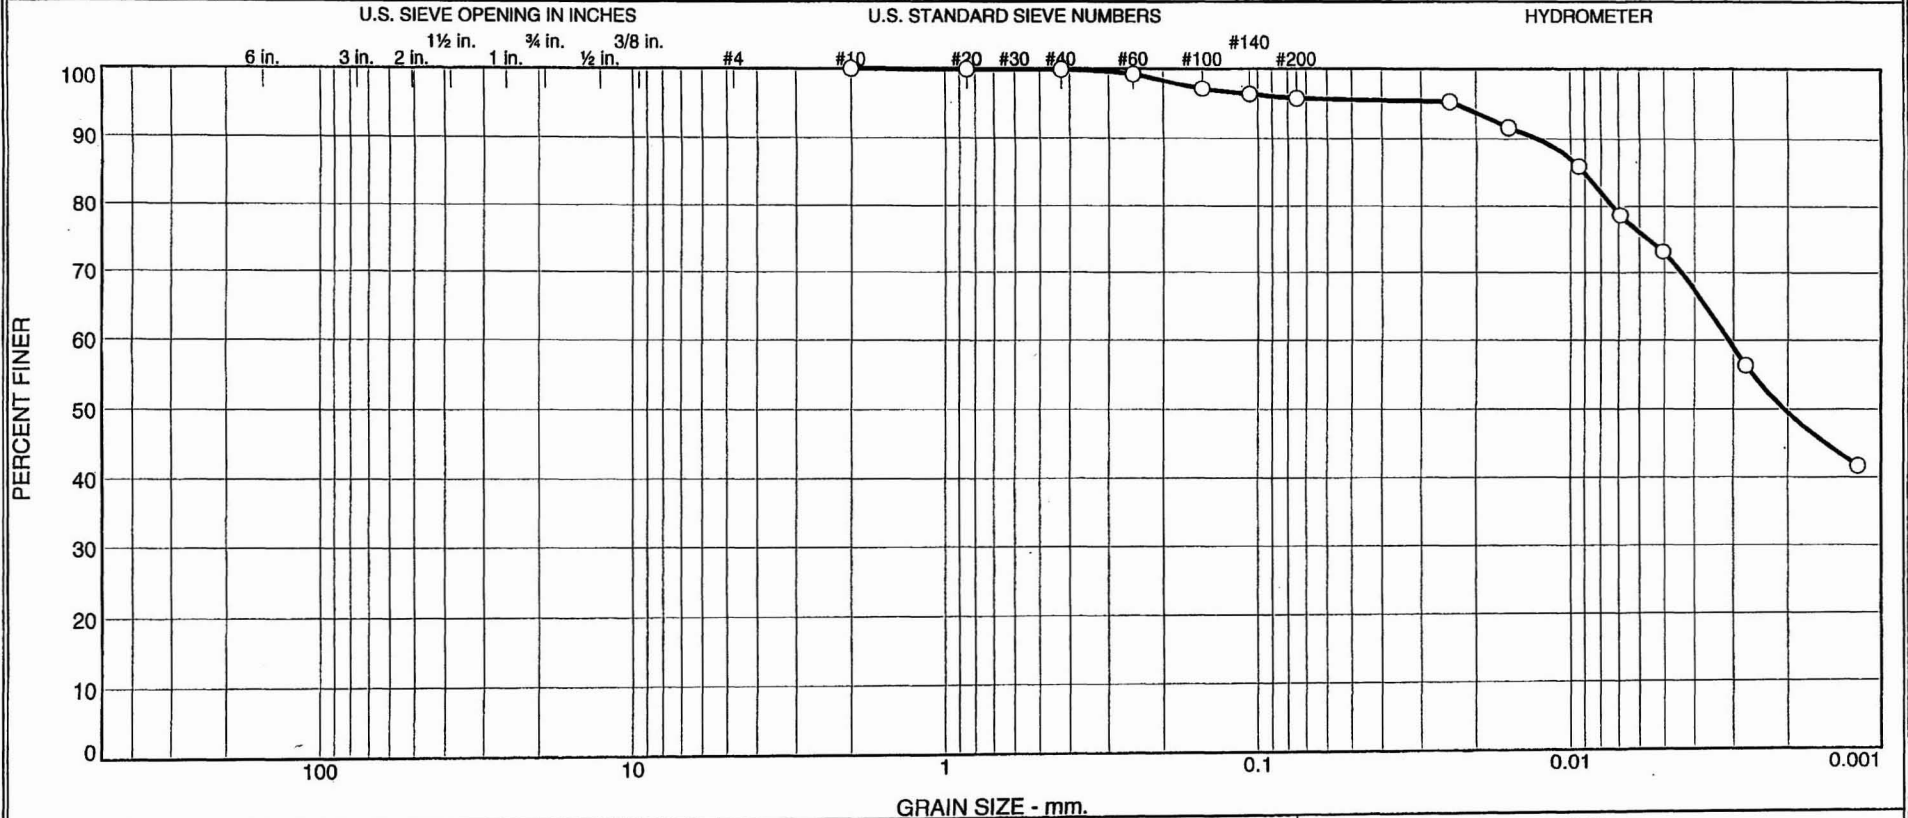 U.S. SIEVE OPENING IN INCHES U.S. STANDARD SIEVE NUMBERS HYDROMETER
1½ in. ¾ in. 3/8 in. #140
6 in. 3 in. 2 in. 1 in. ½ in. #4 #10 #20 #30 #40 #60 #100 #200
100
90
80
70
60
50
40
30
20
10
0
PERCENT FINER
100 10 1 0.1 0.01 0.001
GRAIN SIZE - mm.